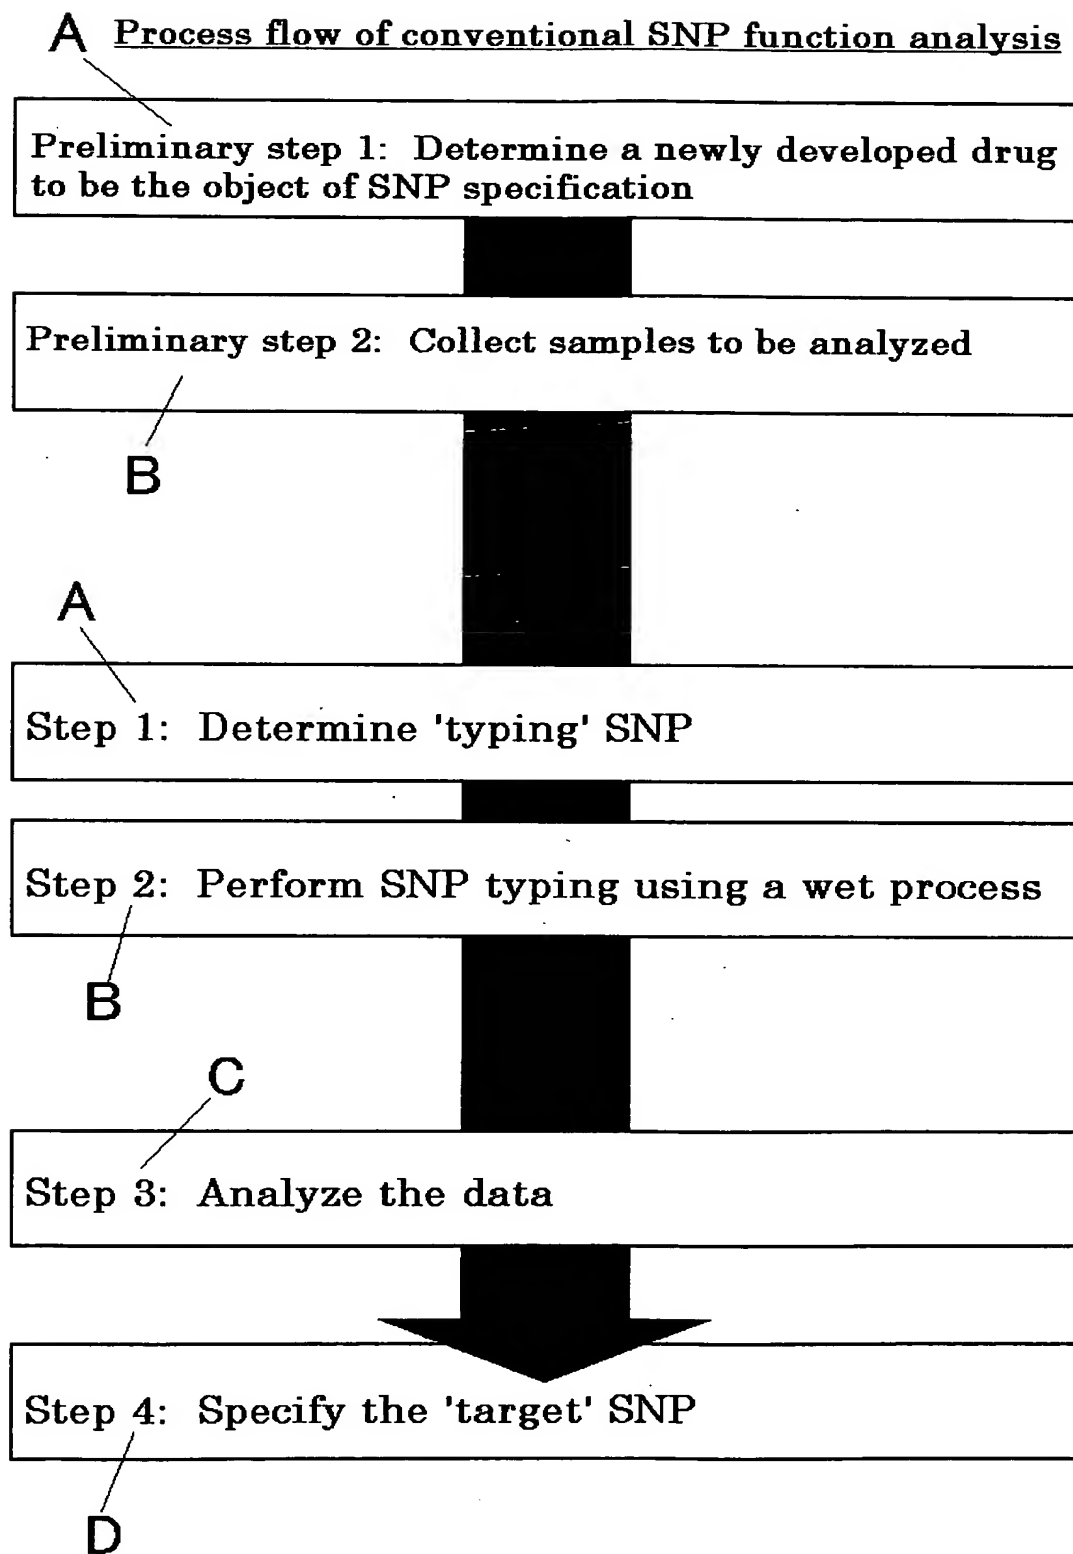 A Process flow of conventional SNP function analysis
Preliminary step 1: Determine a newly developed drug
to be the object of SNP specification
Preliminary step 2: Collect samples to be analyzed
B
A
Step 1: Determine 'typing' SNP
Step 2: Perform SNP typing using a wet process
B
C
Step 3: Analyze the data
Step 4: Specify the 'target' SNP
D